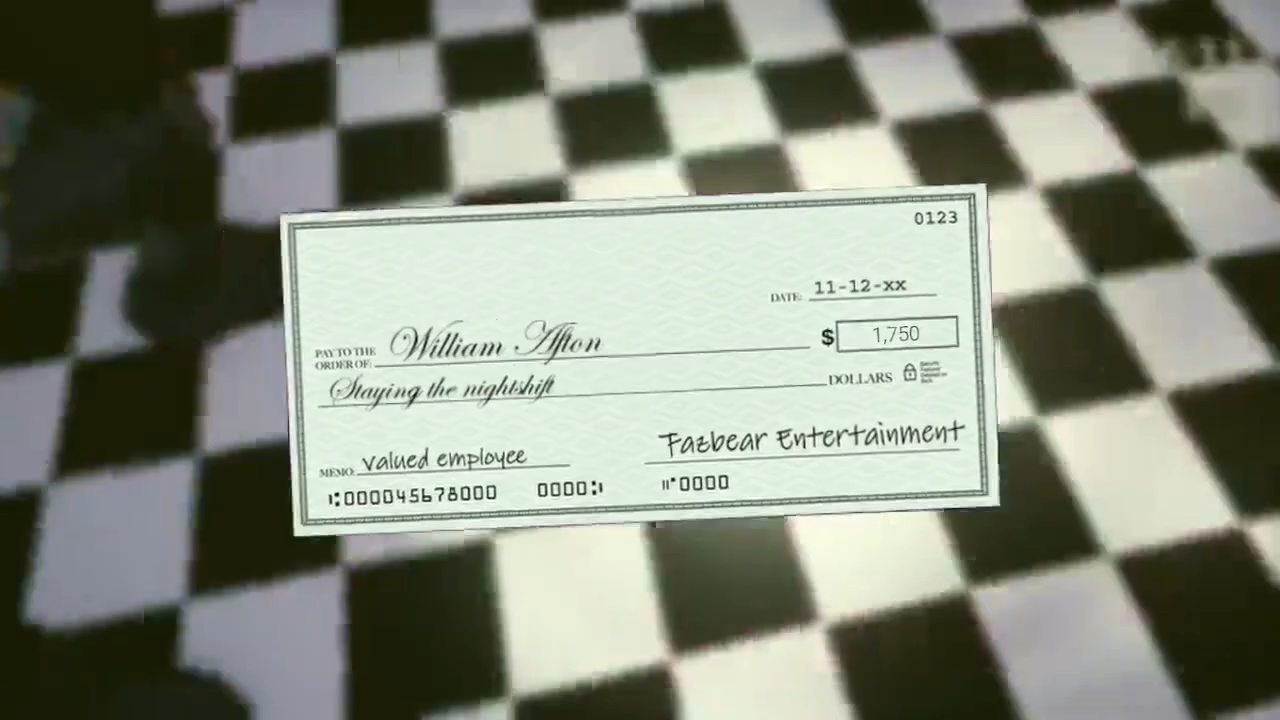 0123
DATE: 11-12-xx
PAY TO THE
ORDER OF: William Afton $ 1,750
Staying the nightshift DOLLARS
Fazbear Entertainment
MEMO: valued employee
⑆000045678000 0000⑆ ⑈0000